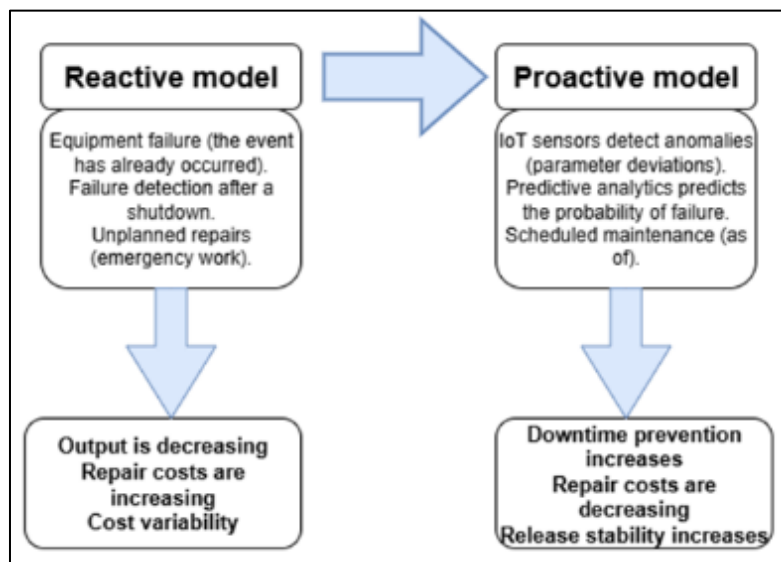 Reactive model
Proactive model
Equipment failure (the event
has already occurred).
Failure detection after a
shutdown.
Unplanned repairs
(emergency work).
IoT sensors detect anomalies
(parameter deviations).
Predictive analytics predicts
the probability of failure.
Scheduled maintenance (as
of).
Output is decreasing
Repair costs are
increasing
Cost variability
Downtime prevention
increases
Repair costs are
decreasing
Release stability increases